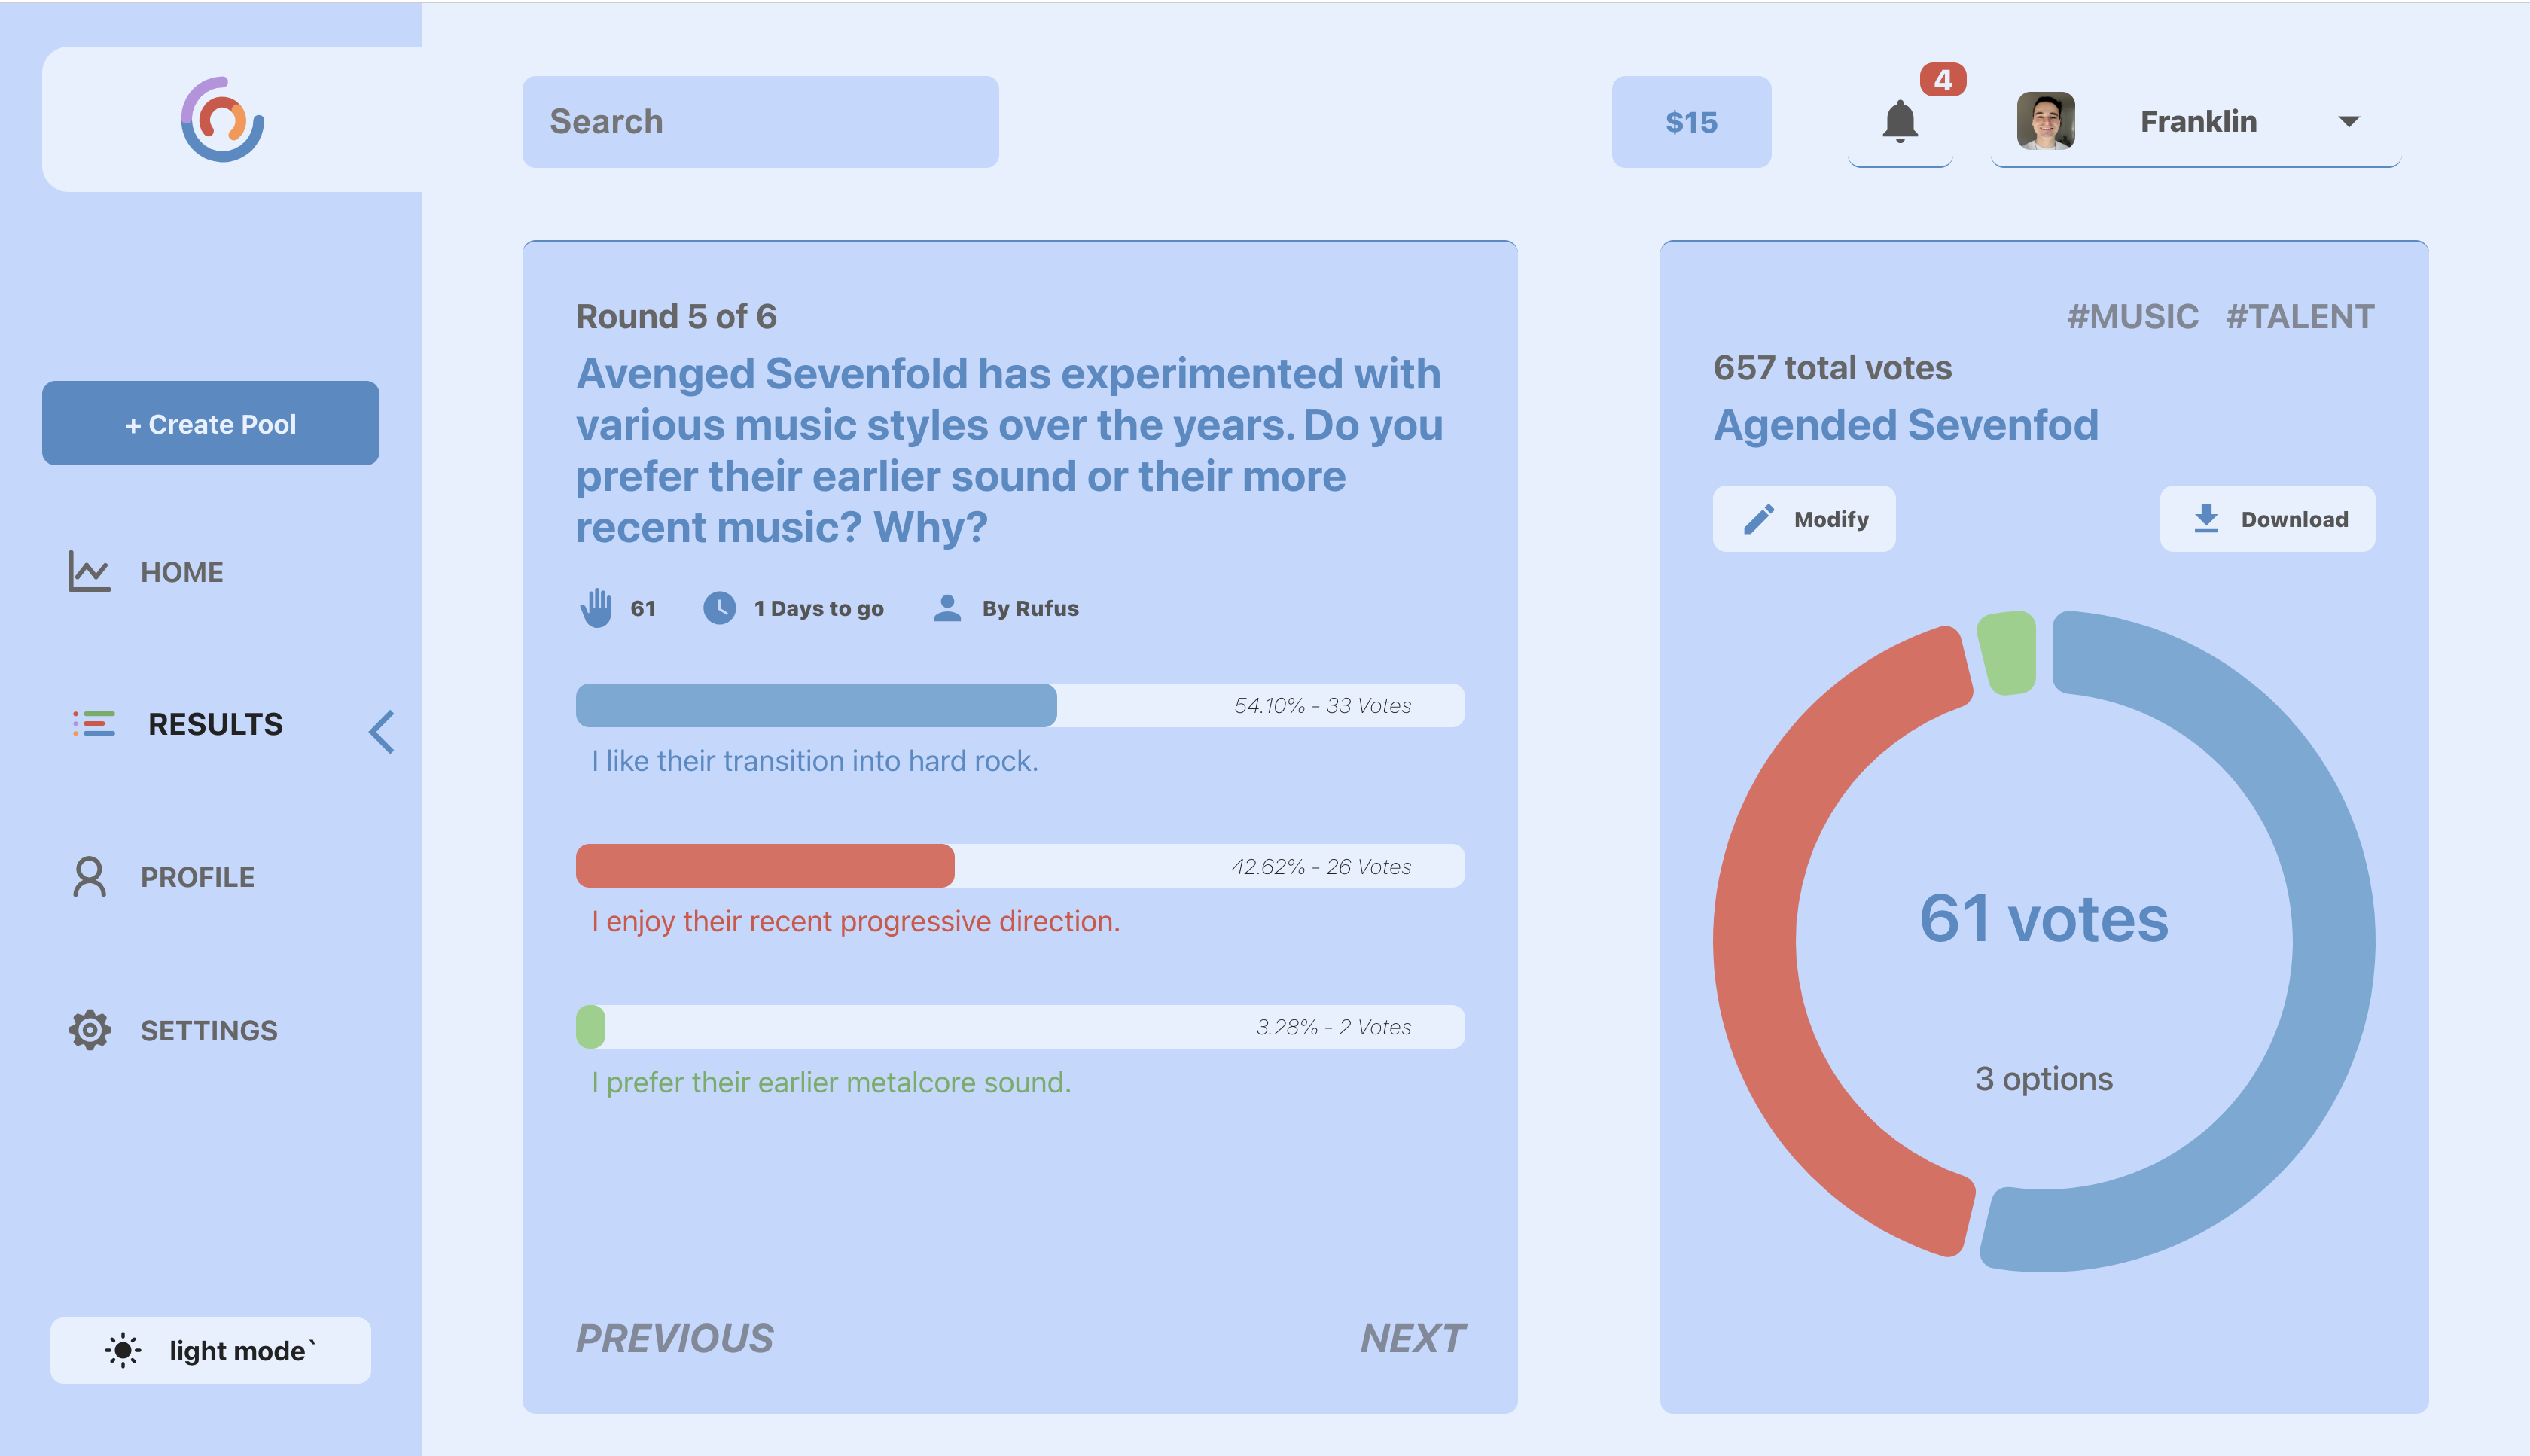 Search
$15
4
Franklin
+ Create Pool
HOME
RESULTS
PROFILE
SETTINGS
light mode`
Round 5 of 6
Avenged Sevenfold has experimented with
various music styles over the years. Do you
prefer their earlier sound or their more
recent music? Why?
61
1 Days to go
By Rufus
54.10% - 33 Votes
I like their transition into hard rock.
42.62% - 26 Votes
I enjoy their recent progressive direction.
3.28% - 2 Votes
I prefer their earlier metalcore sound.
PREVIOUS
NEXT
#MUSIC #TALENT
657 total votes
Agended Sevenfod
Modify
Download
61 votes
3 options